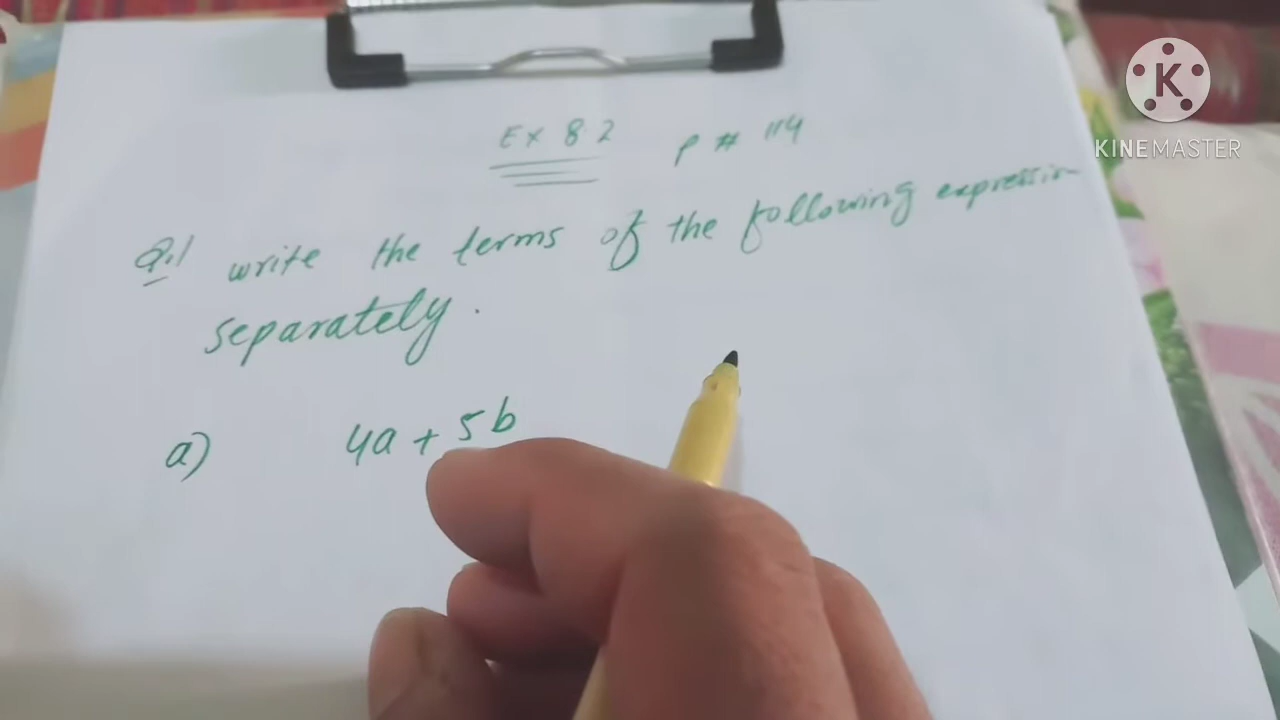 Ex 8.2 P # 114
Q.1 write the terms of the following expression
separately.
a) 4a + 5b
K
KINEMASTER